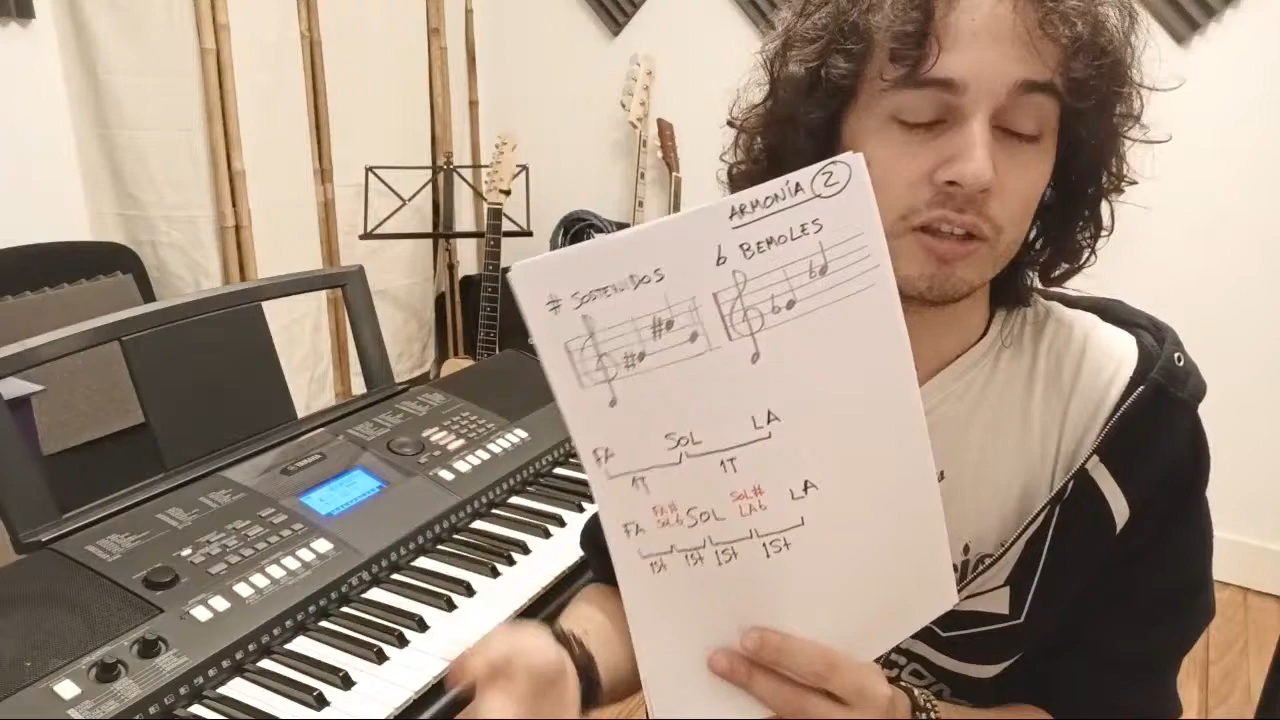 ARMONÍA 2
# SOSTENIDOS
b BEMOLES
FA SOL LA
1T 1T
FA FA# SOLb SOL SOL# LAb LA
1St 1St 1St 1St
YAMAHA